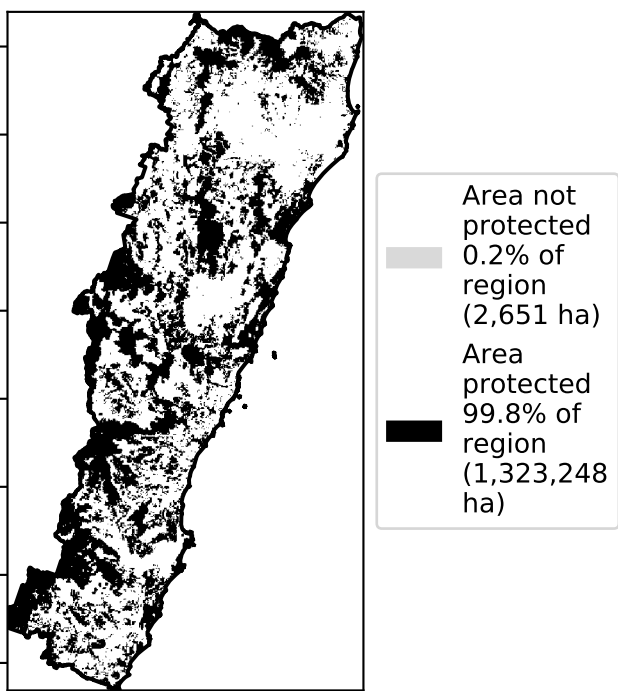 Area not
protected
0.2% of
region
(2,651 ha)
Area
protected
99.8% of
region
(1,323,248
ha)